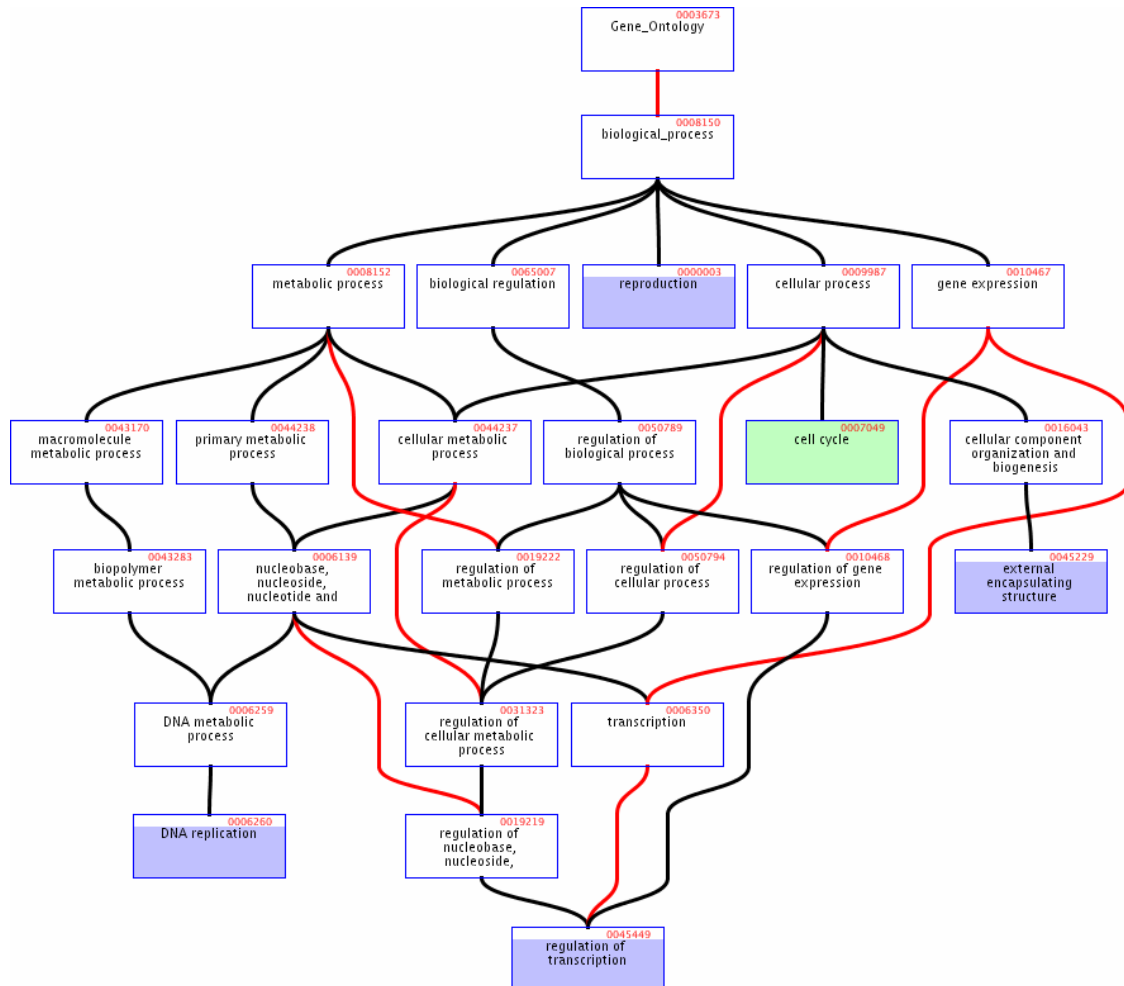 0003673
Gene_Ontology
0008150
biological_process
0008152
metabolic process
0065007
biological regulation
0000003
reproduction
0009987
cellular process
0010467
gene expression
0043170
macromolecule
metabolic process
0044238
primary metabolic
process
0044237
cellular metabolic
process
0050789
regulation of
biological process
0007049
cell cycle
0016043
cellular component
organization and
biogenesis
0043283
biopolymer
metabolic process
0006139
nucleobase,
nucleoside,
nucleotide and
0019222
regulation of
metabolic process
0050794
regulation of
cellular process
0010468
regulation of gene
expression
0045229
external
encapsulating
structure
0006259
DNA metabolic
process
0031323
regulation of
cellular metabolic
process
0006350
transcription
0006260
DNA replication
0019219
regulation of
nucleobase,
nucleoside,
0045449
regulation of
transcription